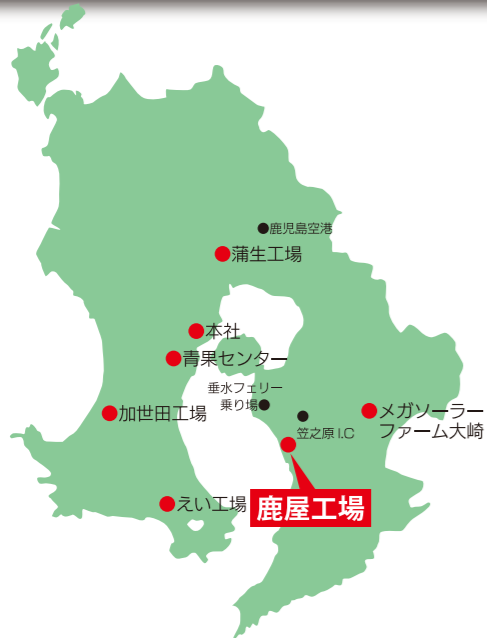 鹿児島空港
蒲生工場
本社
青果センター
垂水フェリー
乗り場
加世田工場
メガソーラー
ファーム大崎
笠之原 I.C
えい工場
鹿屋工場